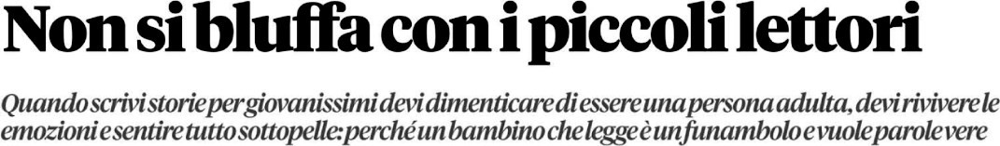 Non si bluffa con i piccoli lettori
Quando scrivi storie per giovanissimi devi dimenticare di essere una persona adulta, devi rivivere le
emozioni e sentire tutto sottopelle: perché un bambino che legge è un funambolo e vuole parole vere